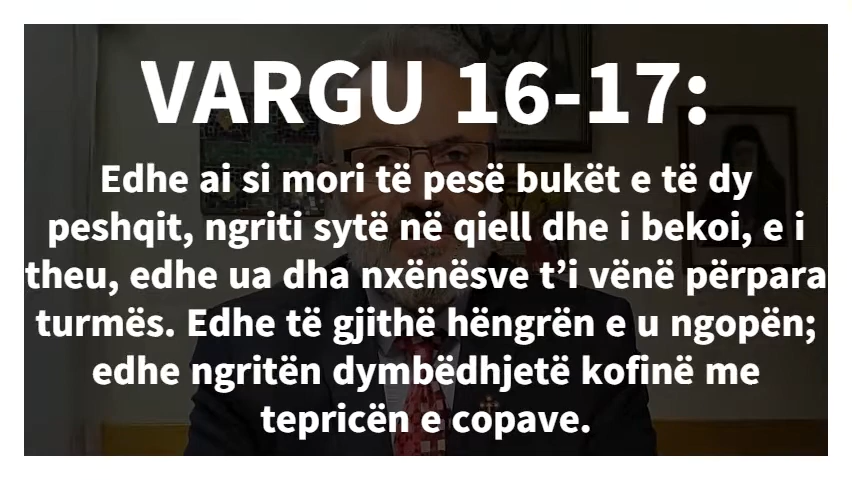 VARGU 16-17:
Edhe ai si mori të pesë bukët e të dy
peshqit, ngriti sytë në qiell dhe i bekoi, e i
theu, edhe ua dha nxënësve t’i vënë përpara
turmës. Edhe të gjithë hëngrën e u ngopën;
edhe ngritën dymbëdhjetë kofinë me
tepricën e copave.